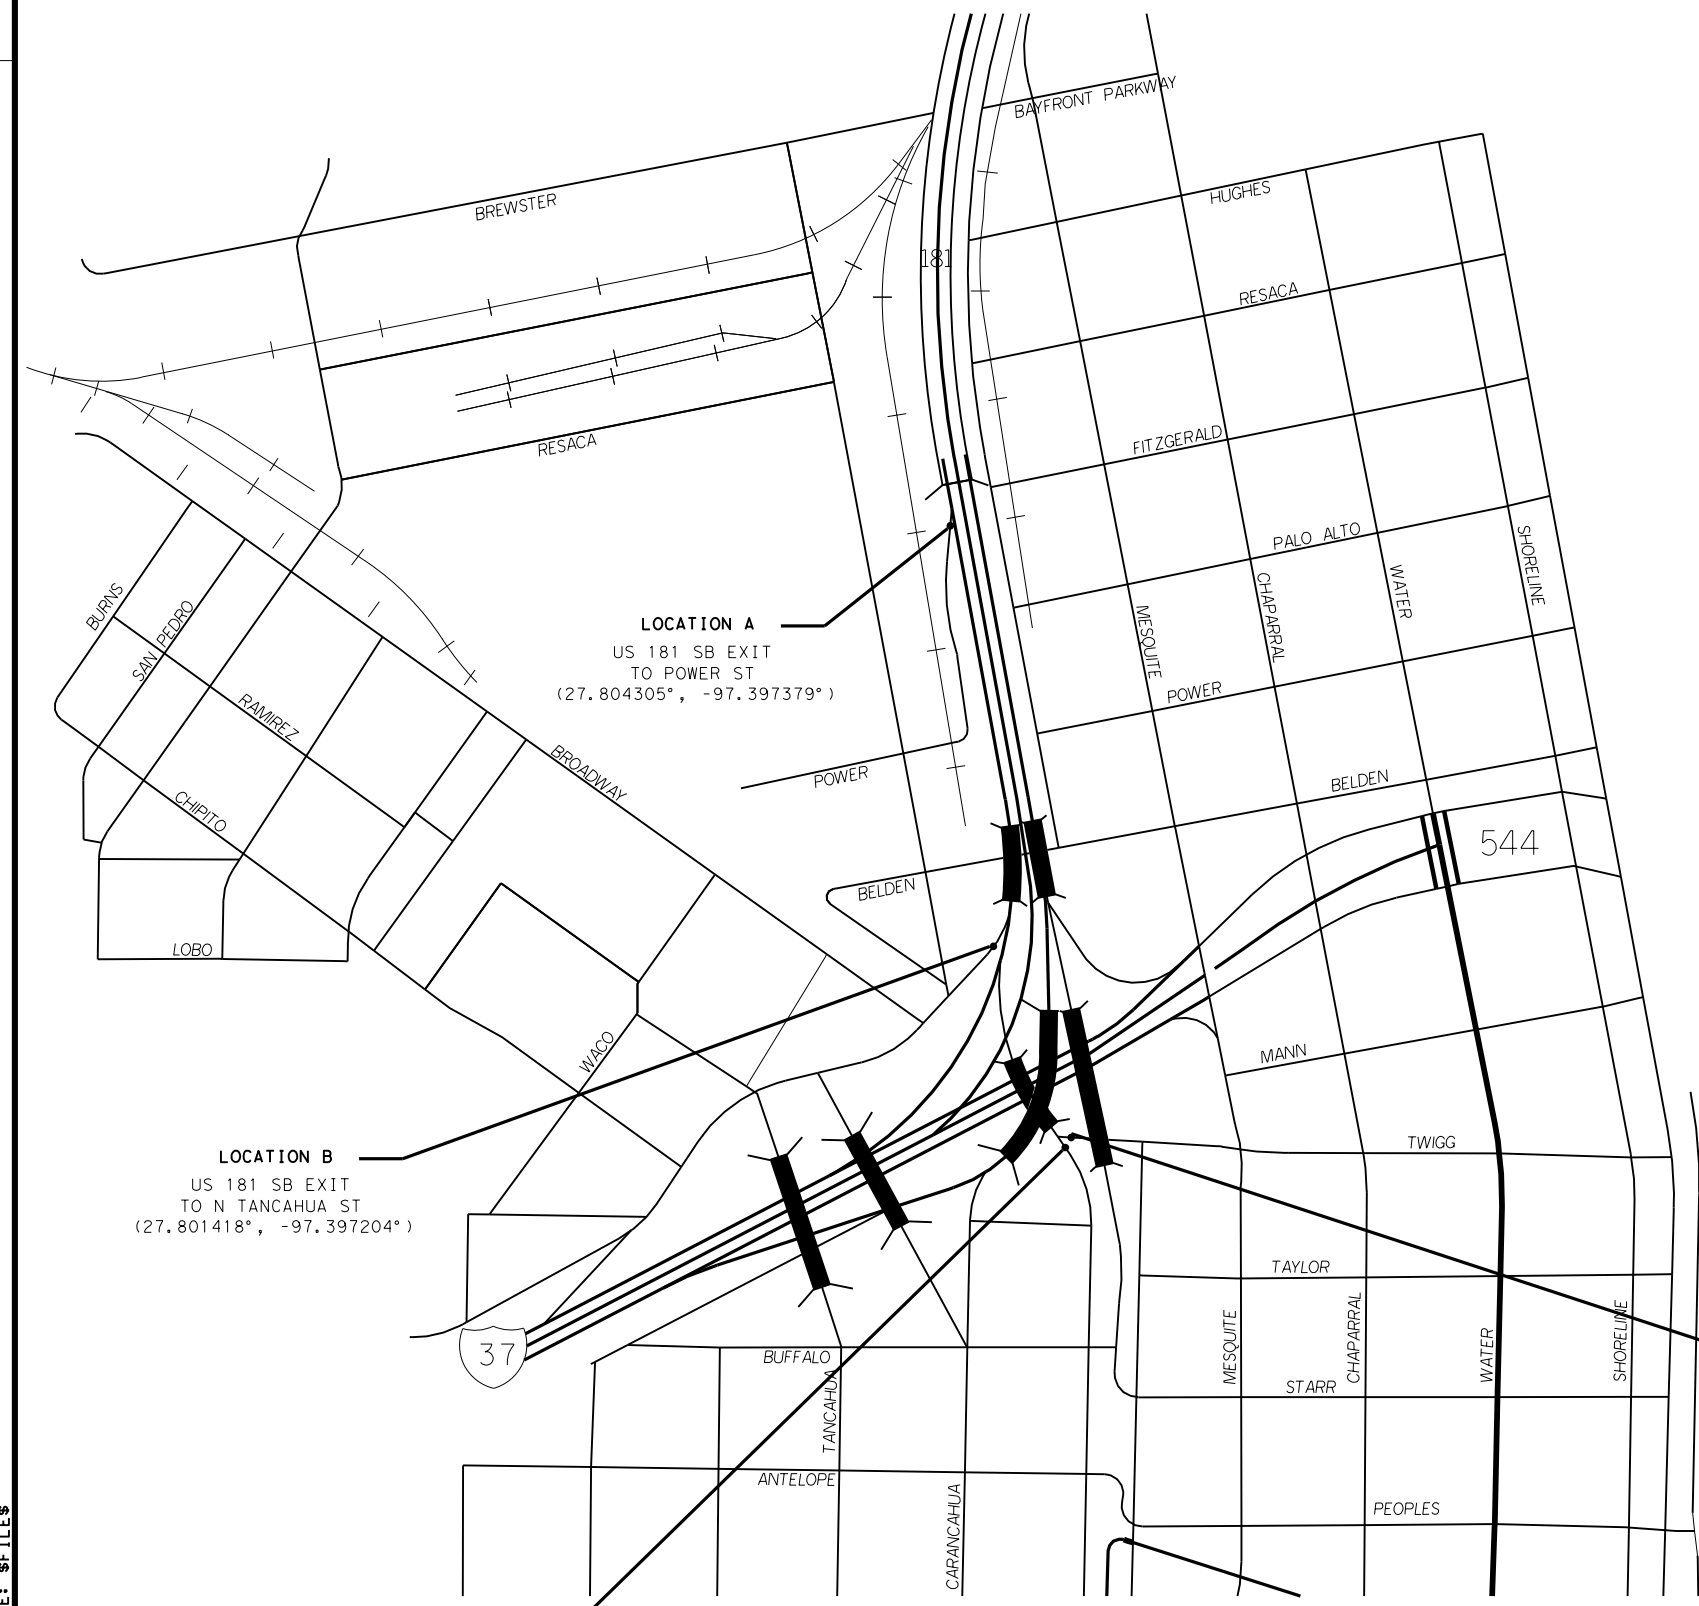 BAYFRONT PARKWAY
BREWSTER
HUGHES
181
RESACA
FITZGERALD
RESACA
PALO ALTO
SHORELINE
WATER
CHAPARRAL
MESQUITE
BURNS
SAN PEDRO
LOCATION A
US 181 SB EXIT
TO POWER ST
(27.804305°, -97.397379°)
RAMIREZ
POWER
BROADWAY
POWER
BELDEN
CHIPITO
544
BELDEN
LOBO
WACO
MANN
TWIGG
LOCATION B
US 181 SB EXIT
TO N TANCAHUA ST
(27.801418°, -97.397204°)
TAYLOR
MESQUITE
CHAPARRAL
WATER
SHORELINE
37
BUFFALO
STARR
TANCAHUA
ANTELOPE
CARANCAHUA
PEOPLES
E: $FILE$